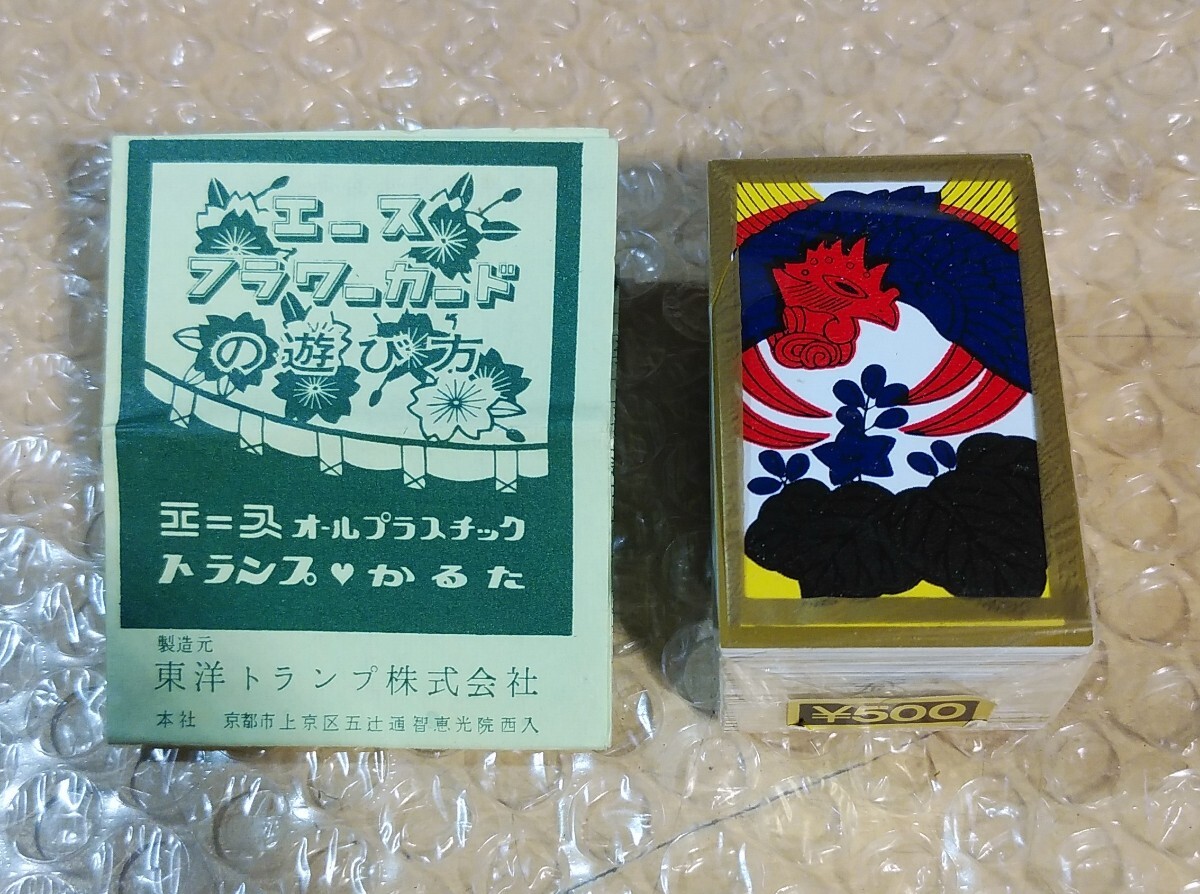 エース
フラワーカード
の遊び方
エース オールプラスチック
トランプ♥かるた
製造元
東洋トランプ株式会社
本社 京都市上京区五辻通智恵光院西入
¥500